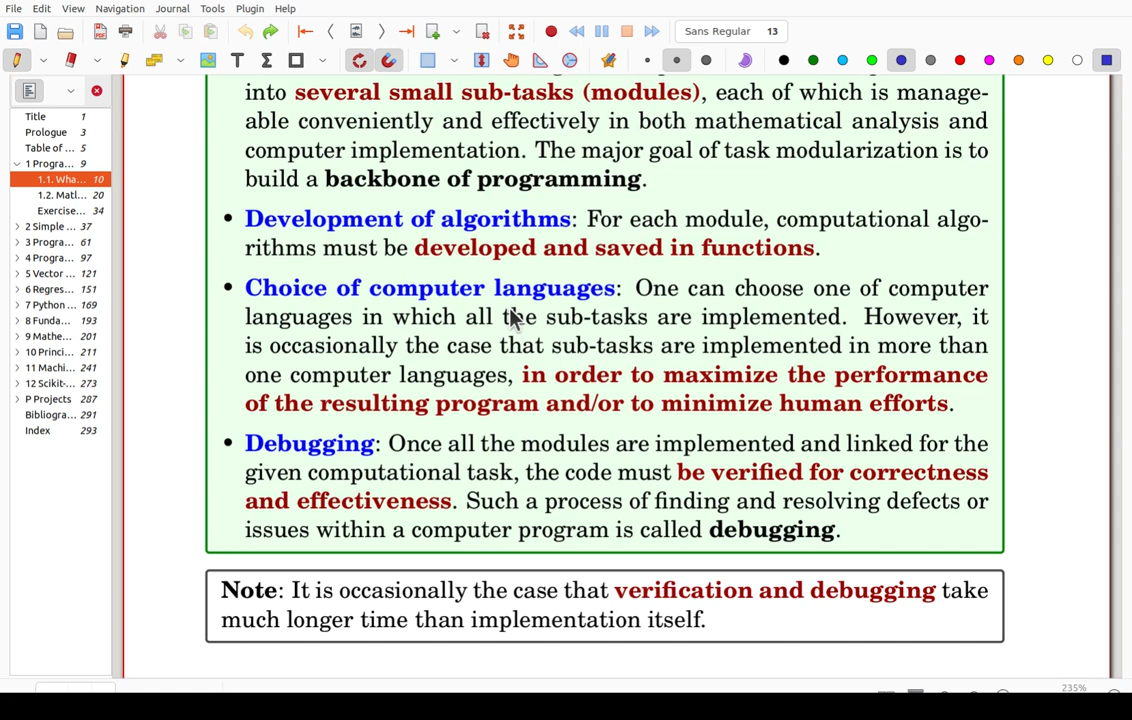 File Edit View Navigation Journal Tools Plugin Help
Sans Regular 13
Title 1
Prologue 3
Table of ... 5
1 Progra... 9
1.1. Wha... 10
1.2. Matl... 20
Exercise... 34
2 Simple ... 37
3 Progra... 61
4 Progra... 97
5 Vector ... 121
6 Regres... 151
7 Python ... 169
8 Funda... 193
9 Mathe... 201
10 Princi... 211
11 Machi... 241
12 Scikit-... 273
P Projects 287
Bibliogra... 291
Index 293
into several small sub-tasks (modules), each of which is manage-
able conveniently and effectively in both mathematical analysis and
computer implementation. The major goal of task modularization is to
build a backbone of programming.
• Development of algorithms: For each module, computational algo-
rithms must be developed and saved in functions.
• Choice of computer languages: One can choose one of computer
languages in which all the sub-tasks are implemented. However, it
is occasionally the case that sub-tasks are implemented in more than
one computer languages, in order to maximize the performance
of the resulting program and/or to minimize human efforts.
• Debugging: Once all the modules are implemented and linked for the
given computational task, the code must be verified for correctness
and effectiveness. Such a process of finding and resolving defects or
issues within a computer program is called debugging.
Note: It is occasionally the case that verification and debugging take
much longer time than implementation itself.
235%